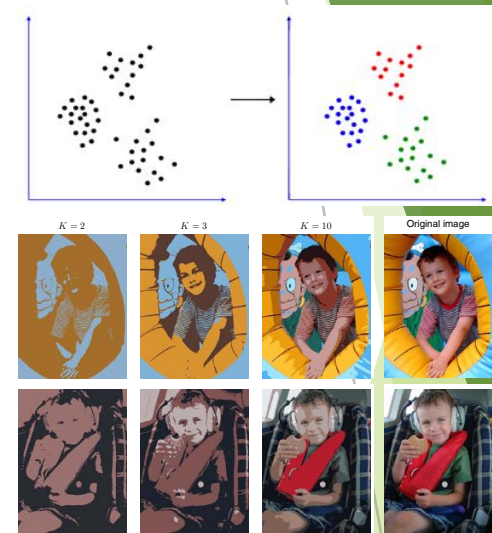 K = 2
K = 3
K = 10
Original image